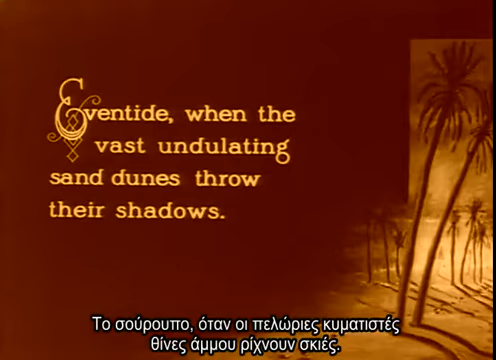 Eventide, when the
vast undulating
sand dunes throw
their shadows.
Το σούρουπο, όταν οι πελώριες κυματιστές
θίνες άμμου ρίχνουν σκιές.